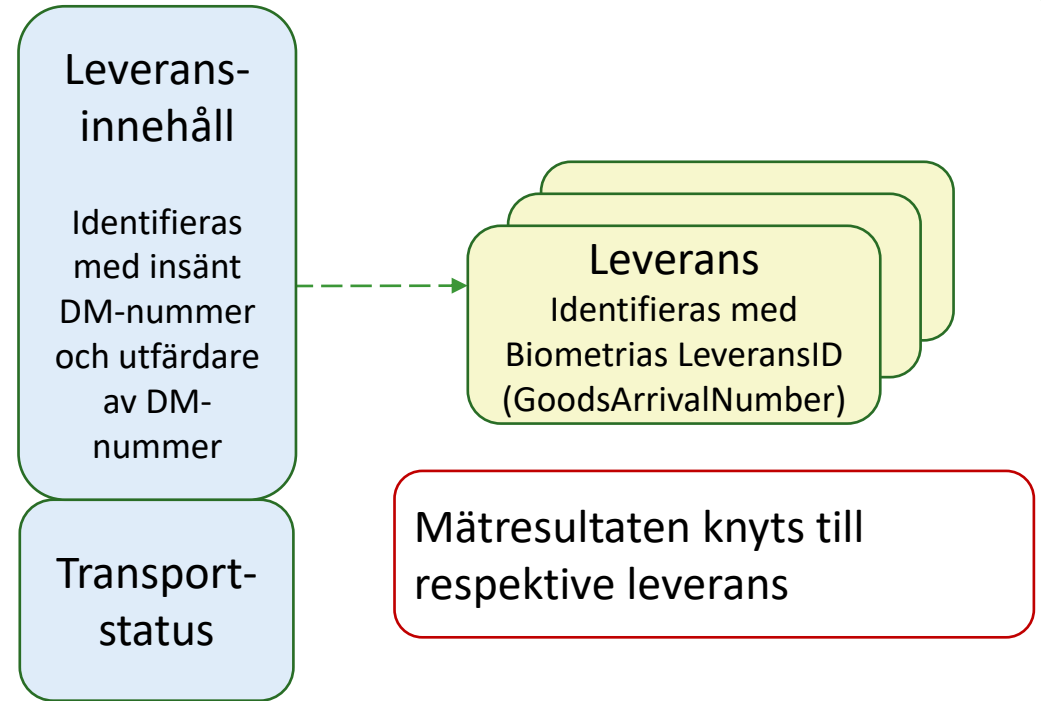 Leverans-
innehåll
Identifieras
med insänt
DM-nummer
och utfärdare
av DM-
nummer
Transport-
status
Leverans
Identifieras med
Biometrias LeveransID
(GoodsArrivalNumber)
Mätresultaten knyts till
respektive leverans